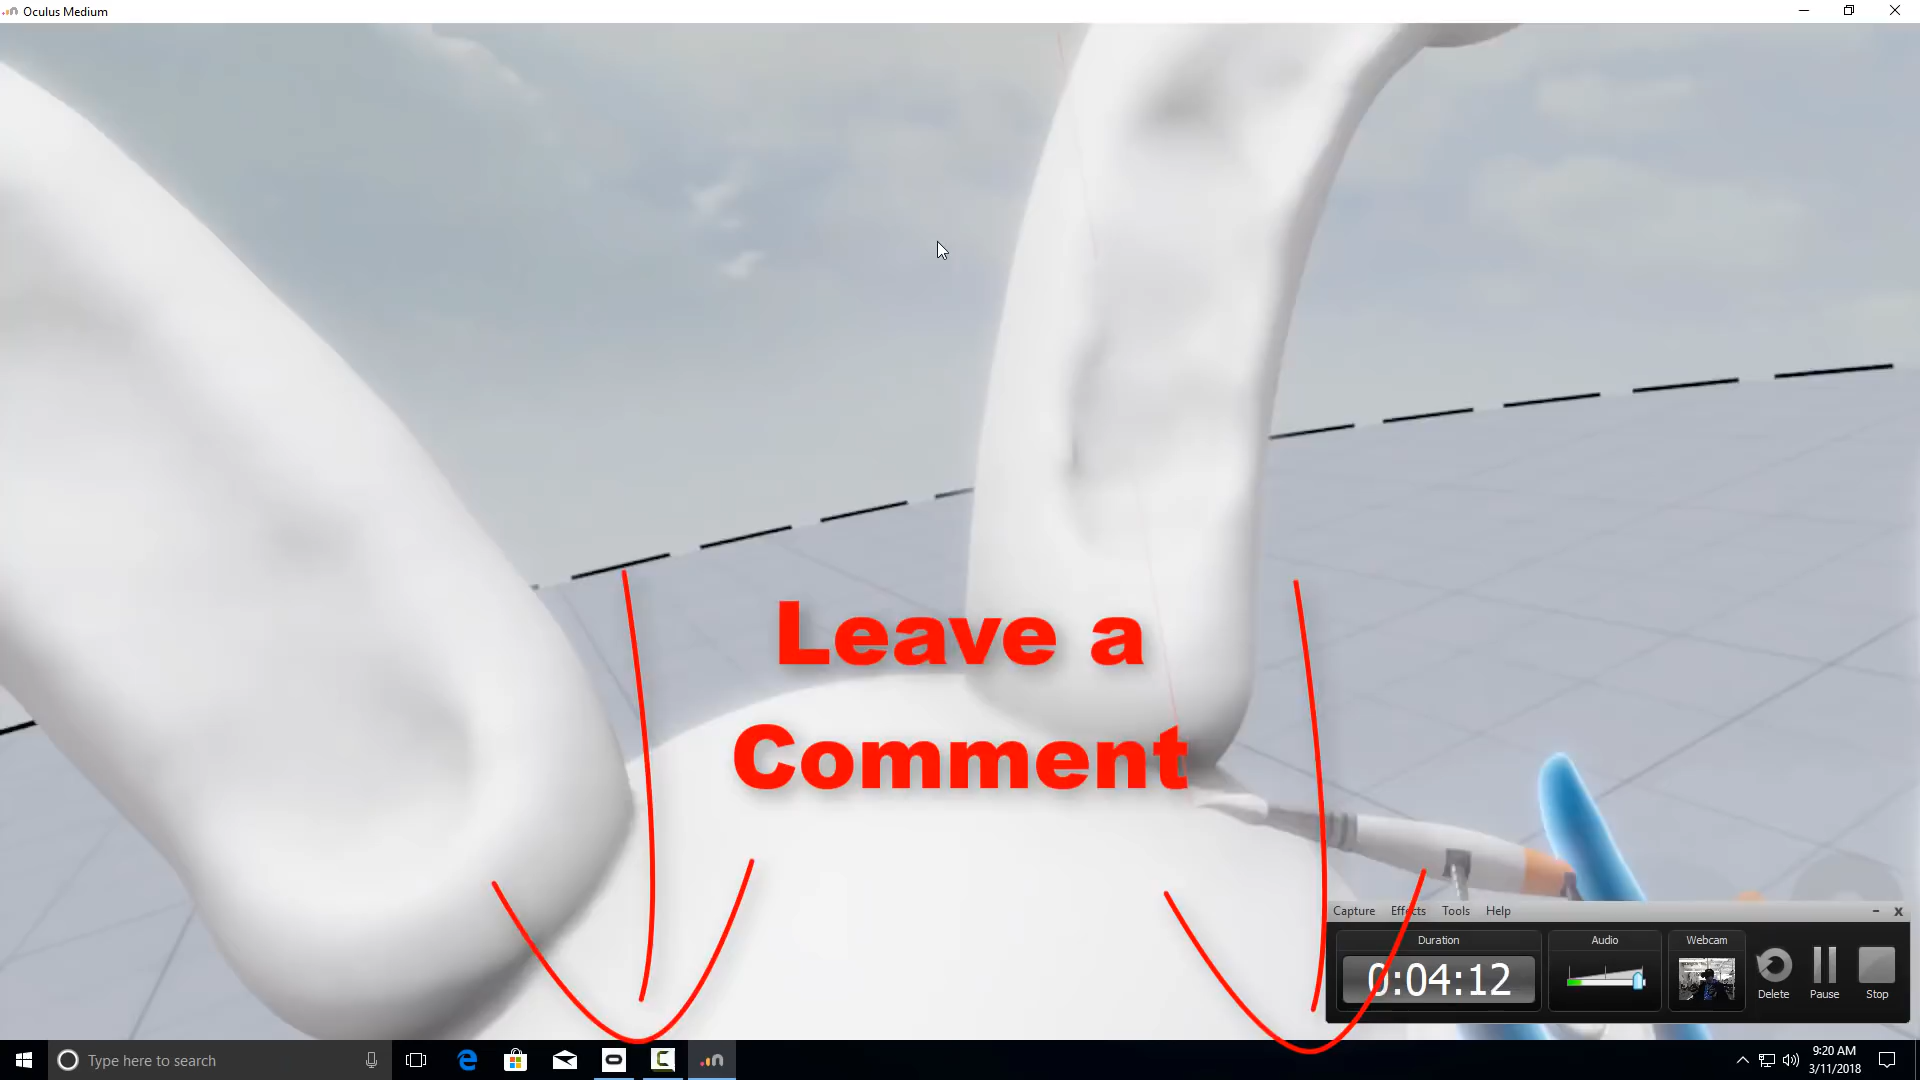 Oculus Medium
Leave a
Comment
Capture Effects Tools Help
Duration Audio Webcam
0:04:12
Delete Pause Stop
Type here to search
9:20 AM
3/11/2018